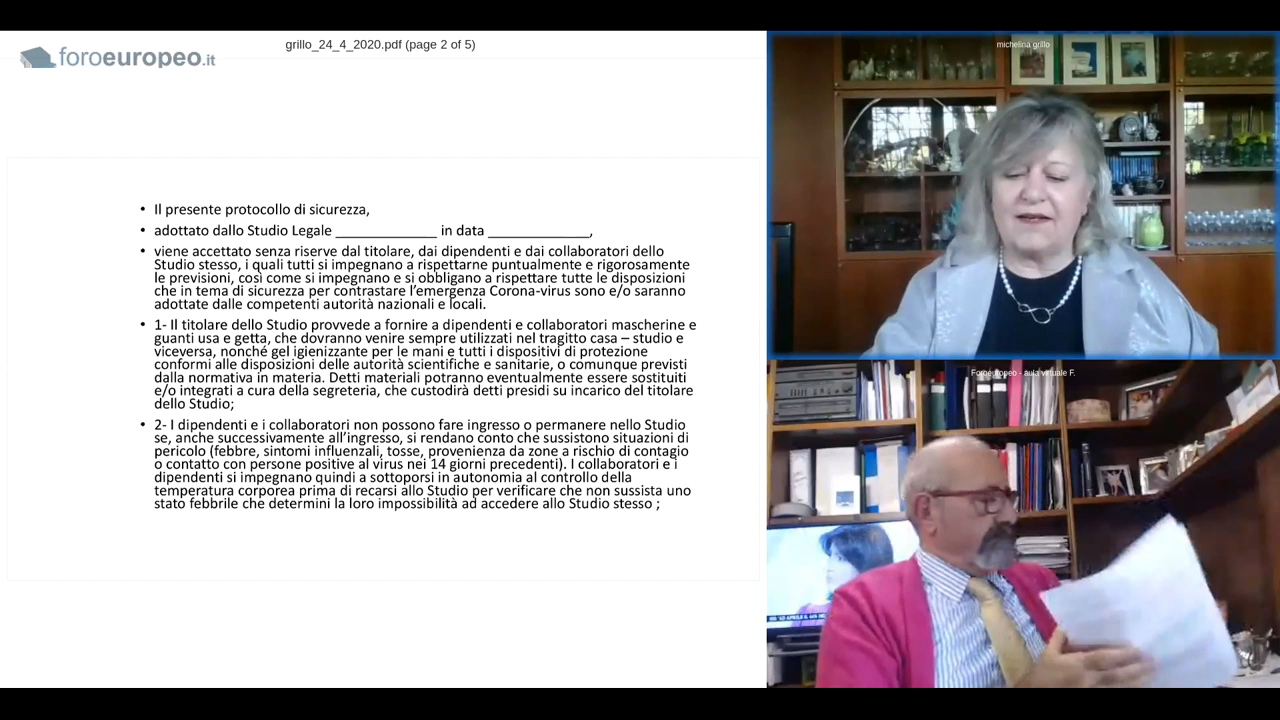 foroeuropeo.it
grillo_24_4_2020.pdf (page 2 of 5)
• Il presente protocollo di sicurezza,
• adottato dallo Studio Legale _____________ in data _____________,
• viene accettato senza riserve dal titolare, dai dipendenti e dai collaboratori dello
Studio stesso, i quali tutti si impegnano a rispettarne puntualmente e rigorosamente
le previsioni, così come si impegnano e si obbligano a rispettare tutte le disposizioni
che in tema di sicurezza per contrastare l'emergenza Corona-virus sono e/o saranno
adottate dalle competenti autorità nazionali e locali.
• 1- Il titolare dello Studio provvede a fornire a dipendenti e collaboratori mascherine e
guanti usa e getta, che dovranno venire sempre utilizzati nel tragitto casa – studio e
viceversa, nonché gel igienizzante per le mani e tutti i dispositivi di protezione
conformi alle disposizioni delle autorità scientifiche e sanitarie, o comunque previsti
dalla normativa in materia. Detti materiali potranno eventualmente essere sostituiti
e/o integrati a cura della segreteria, che custodirà detti presidi su incarico del titolare
dello Studio;
• 2- I dipendenti e i collaboratori non possono fare ingresso o permanere nello Studio
se, anche successivamente all'ingresso, si rendano conto che sussistono situazioni di
pericolo (febbre, sintomi influenzali, tosse, provenienza da zone a rischio di contagio
o contatto con persone positive al virus nei 14 giorni precedenti). I collaboratori e i
dipendenti si impegnano quindi a sottoporsi in autonomia al controllo della
temperatura corporea prima di recarsi allo Studio per verificare che non sussista uno
stato febbrile che determini la loro impossibilità ad accedere allo Studio stesso ;
michelina grillo
Foroeuropeo - aula virtuale F.